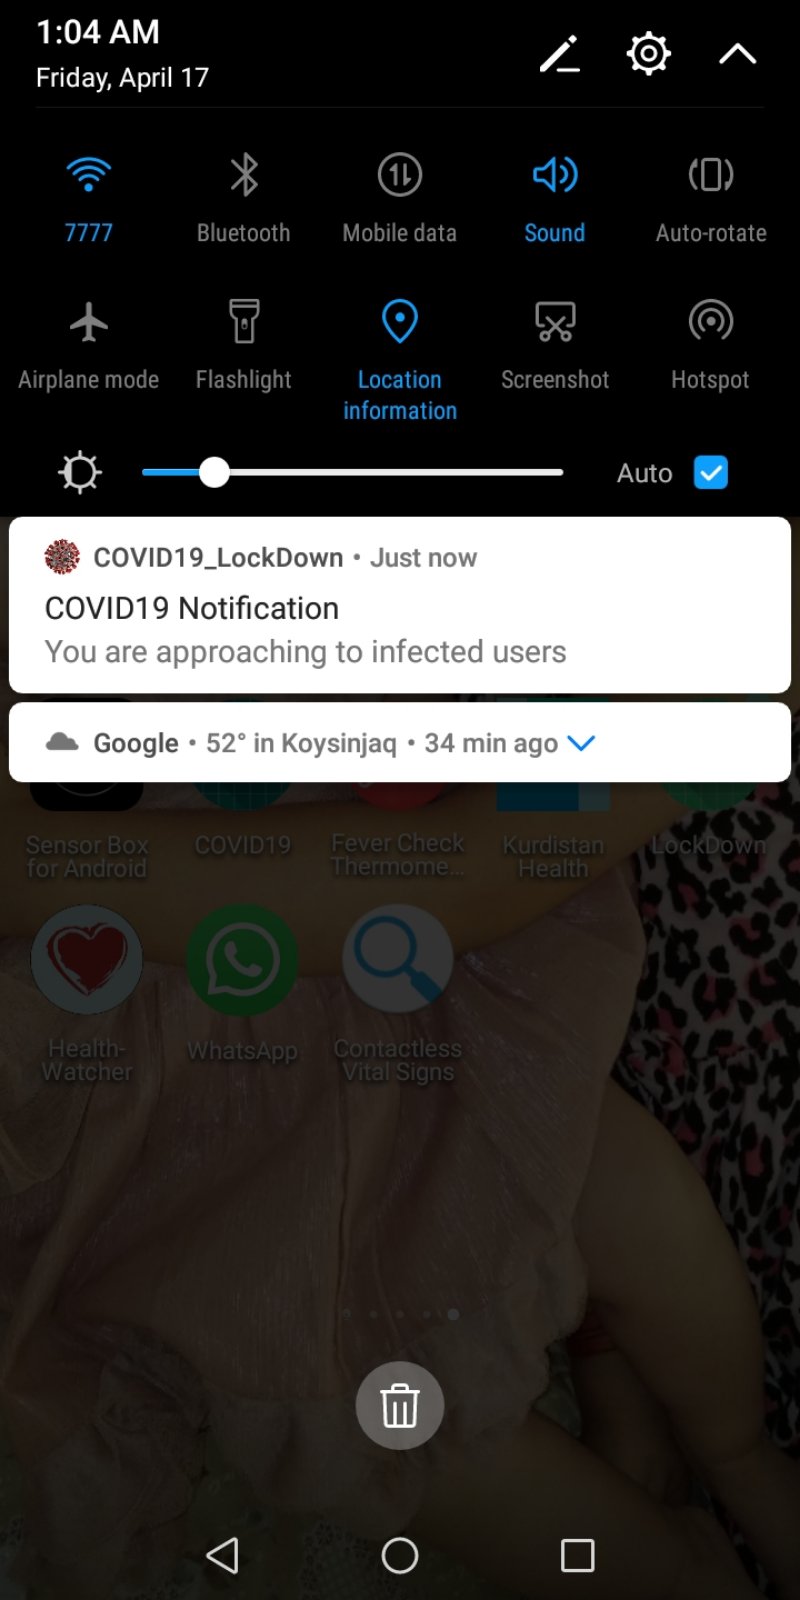 1:04 AM
Friday, April 17
7777
Bluetooth
Mobile data
Sound
Auto-rotate
Airplane mode
Flashlight
Location
information
Screenshot
Hotspot
Auto
COVID19_LockDown • Just now
COVID19 Notification
You are approaching to infected users
Google • 52° in Koysinjaq • 34 min ago
Sensor Box
for Android
COVID19
Fever Check
Thermome...
Kurdistan
Health
LockDown
Health-
Watcher
WhatsApp
Contactless
Vital Signs